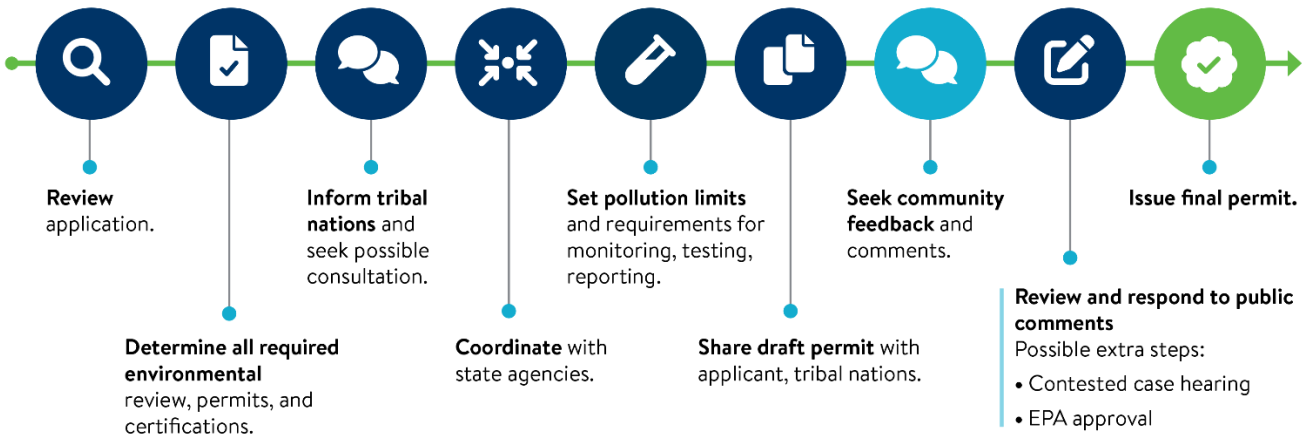 Review
application.
Determine all required
environmental
review, permits, and
certifications.
Inform tribal
nations and
seek possible
consultation.
Coordinate with
state agencies.
Set pollution limits
and requirements for
monitoring, testing,
reporting.
Share draft permit with
applicant, tribal nations.
Seek community
feedback and
comments.
Review and respond to public
comments
Possible extra steps:
• Contested case hearing
• EPA approval
Issue final permit.